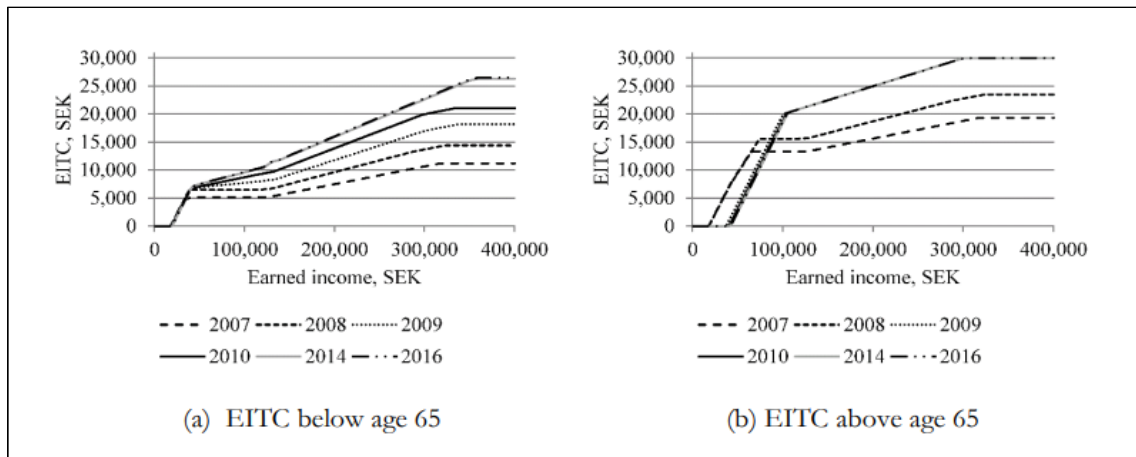 30,000
25,000
20,000
15,000
10,000
5,000
0
EITC, SEK
0 100,000 200,000 300,000 400,000
Earned income, SEK
2007 2008 2009
2010 2014 2016
(a) EITC below age 65
30,000
25,000
20,000
15,000
10,000
5,000
0
EITC, SEK
0 100,000 200,000 300,000 400,000
Earned income, SEK
2007 2008 2009
2010 2014 2016
(b) EITC above age 65